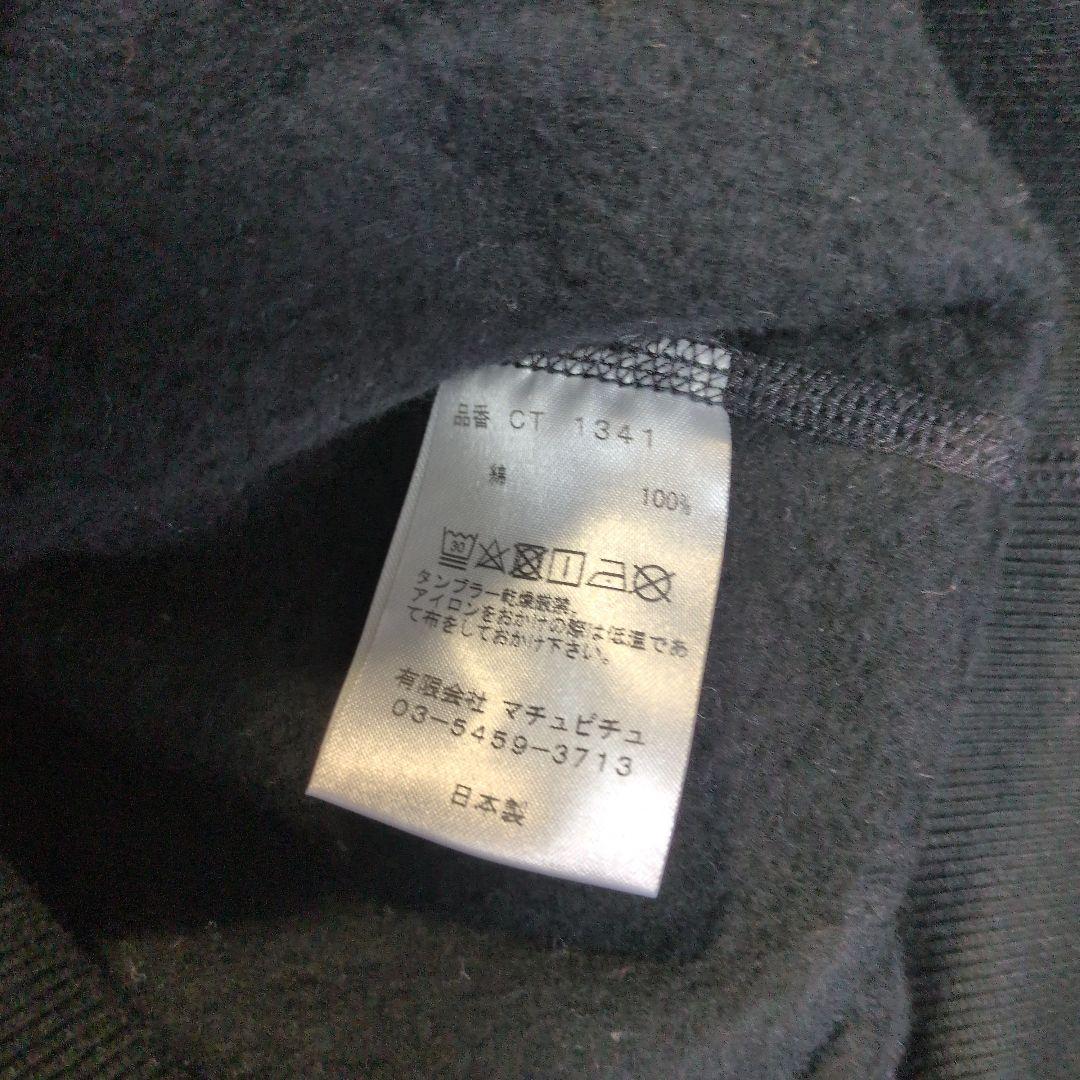 品番 CT 1341
綿 100%
30
タンブラー乾燥厳禁。
アイロンをおかけの際は低温であ
て布をしておかけ下さい。
有限会社 マチュピチュ
03-5459-3713
日本製